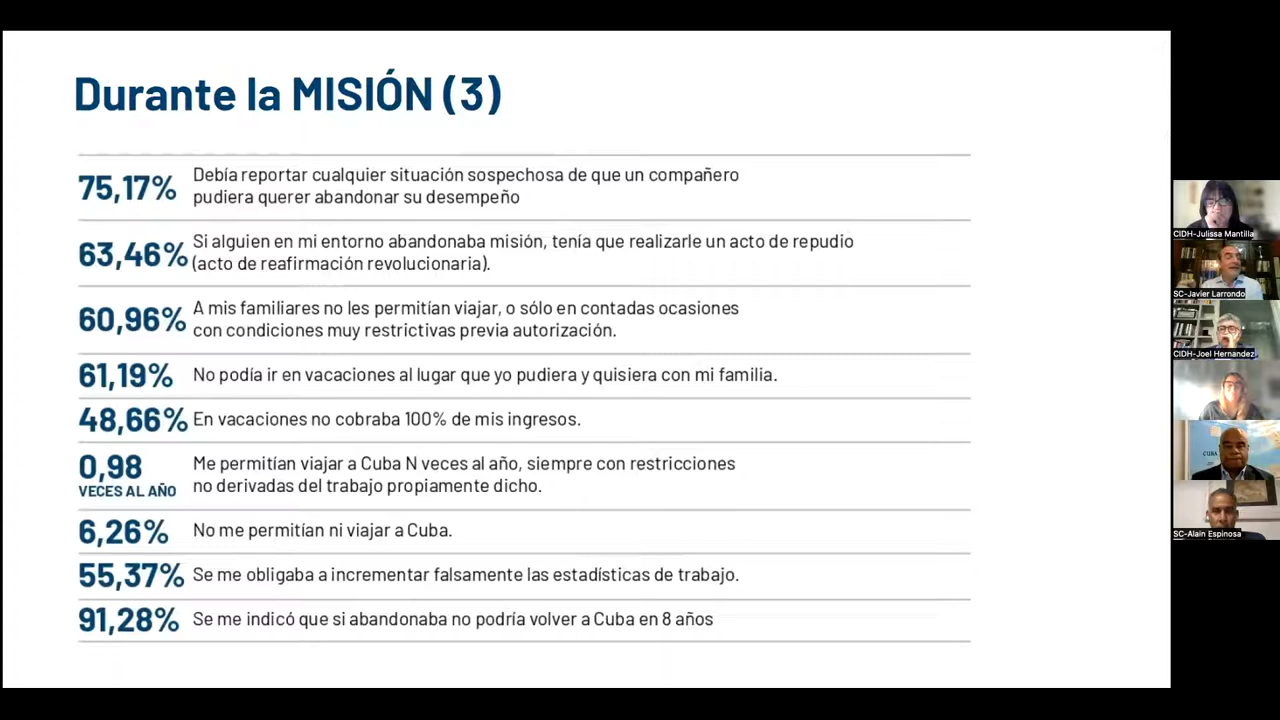 Durante la MISIÓN (3)
75,17%
Debía reportar cualquier situación sospechosa de que un compañero
pudiera querer abandonar su desempeño
63,46%
Si alguien en mi entorno abandonaba misión, tenía que realizarle un acto de repudio
(acto de reafirmación revolucionaria).
60,96%
A mis familiares no les permitían viajar, o sólo en contadas ocasiones
con condiciones muy restrictivas previa autorización.
61,19% No podía ir en vacaciones al lugar que yo pudiera y quisiera con mi familia.
48,66% En vacaciones no cobraba 100% de mis ingresos.
0,98
VECES AL AÑO
Me permitían viajar a Cuba N veces al año, siempre con restricciones
no derivadas del trabajo propiamente dicho.
6,26% No me permitían ni viajar a Cuba.
55,37% Se me obligaba a incrementar falsamente las estadísticas de trabajo.
91,28% Se me indicó que si abandonaba no podría volver a Cuba en 8 años
CIDH-Julissa Mantilla
SC-Javier Larrondo
CIDH-Joel Hernandez
CUBA
SC-Alain Espinosa